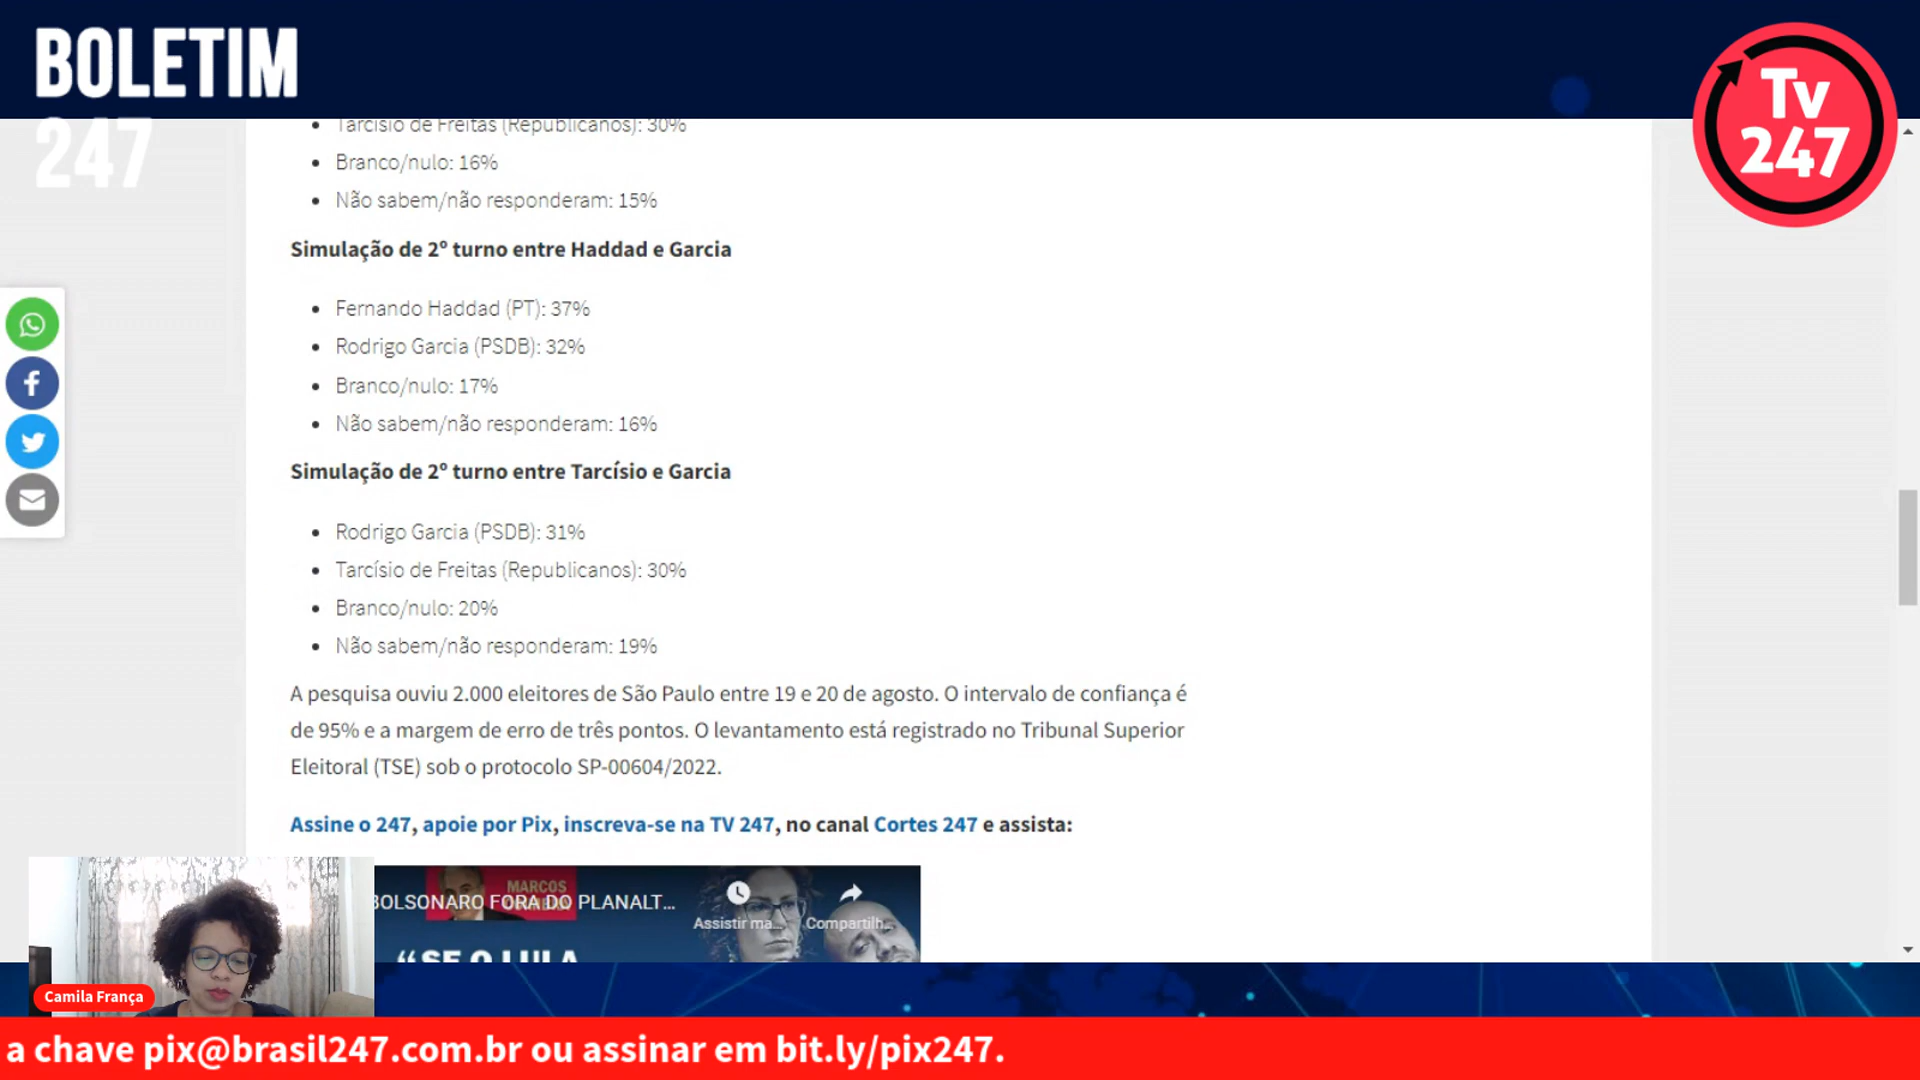 BOLETIM
247
Tv
247
Tarcísio de Freitas (Republicanos): 30%
Branco/nulo: 16%
Não sabem/não responderam: 15%
Simulação de 2º turno entre Haddad e Garcia
Fernando Haddad (PT): 37%
Rodrigo Garcia (PSDB): 32%
Branco/nulo: 17%
Não sabem/não responderam: 16%
Simulação de 2º turno entre Tarcísio e Garcia
Rodrigo Garcia (PSDB): 31%
Tarcísio de Freitas (Republicanos): 30%
Branco/nulo: 20%
Não sabem/não responderam: 19%
A pesquisa ouviu 2.000 eleitores de São Paulo entre 19 e 20 de agosto. O intervalo de confiança é
de 95% e a margem de erro de três pontos. O levantamento está registrado no Tribunal Superior
Eleitoral (TSE) sob o protocolo SP-00604/2022.
Assine o 247, apoie por Pix, inscreva-se na TV 247, no canal Cortes 247 e assista:
MARCOS
BOLSONARO FORA DO PLANALT...
Assistir ma...
Compartilh...
“SE O LULA
Camila França
a chave pix@brasil247.com.br ou assinar em bit.ly/pix247.